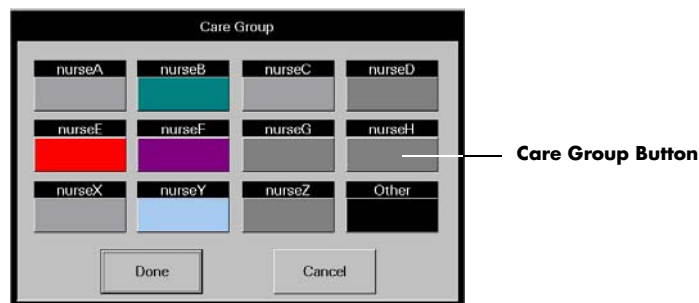 Care Group
nurseA nurseB nurseC nurseD
nurseE nurseF nurseG nurseH
Care Group Button
nurseX nurseY nurseZ Other
Done Cancel